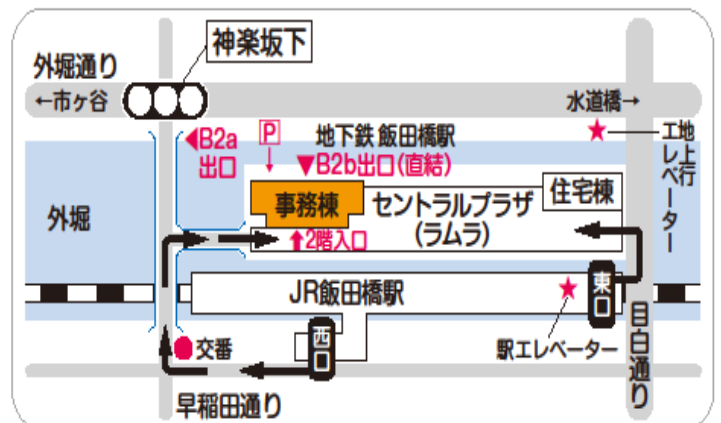 神楽坂下
外堀通り
←市ヶ谷
水道橋→
◀B2a
出口
P
地下鉄 飯田橋駅
▼B2b出口(直結)
★
地上行
エレベーター
事務棟
セントラルプラザ
(ラムラ)
住宅棟
外堀
⬆2階入口
JR飯田橋駅
★
東口
西口
交番
駅エレベーター
目白通り
早稲田通り